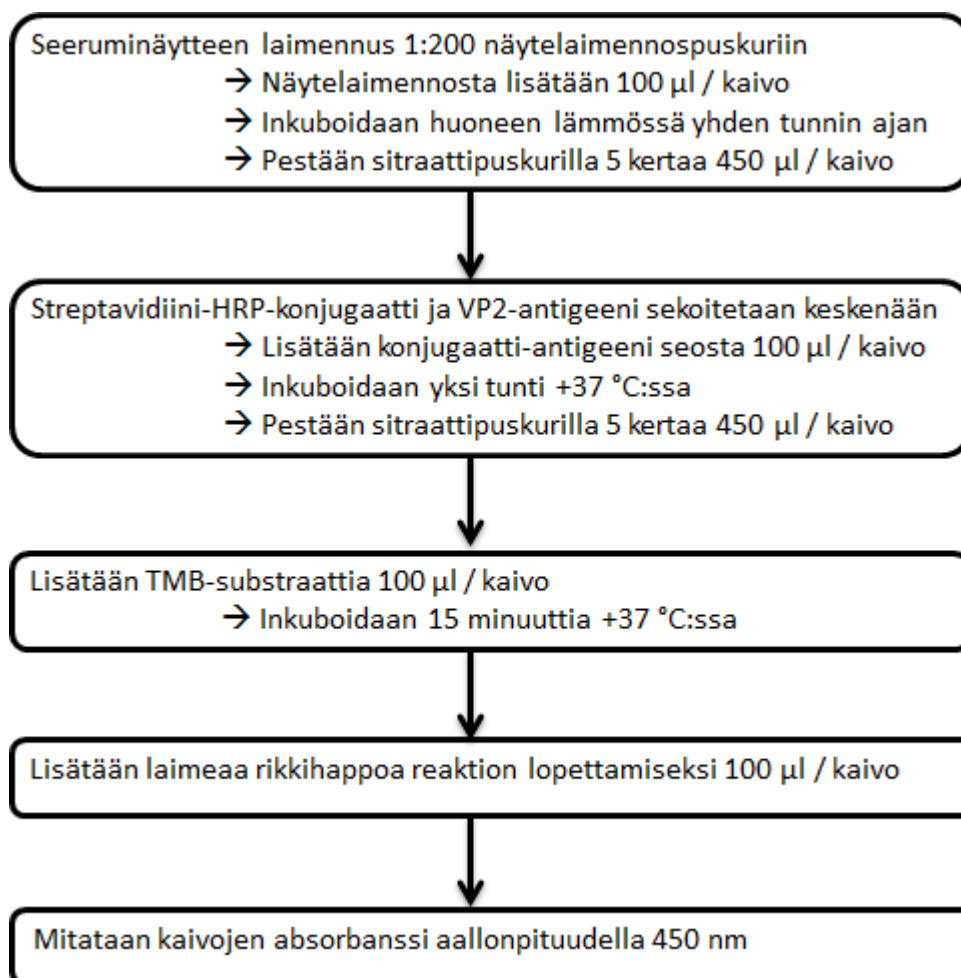 Seeruminäytteen laimennus 1:200 näytelaimennospuskuriin
→ Näytelaimennosta lisätään 100 µl / kaivo
→ Inkuboidaan huoneen lämmössä yhden tunnin ajan
→ Pestään sitraattipuskurilla 5 kertaa 450 µl / kaivo
Streptavidiini-HRP-konjugaatti ja VP2-antigeeni sekoitetaan keskenään
→ Lisätään konjugaatti-antigeeni seosta 100 µl / kaivo
→ Inkuboidaan yksi tunti +37 °C:ssa
→ Pestään sitraattipuskurilla 5 kertaa 450 µl / kaivo
Lisätään TMB-substraattia 100 µl / kaivo
→ Inkuboidaan 15 minuuttia +37 °C:ssa
Lisätään laimeaa rikkihappoa reaktion lopettamiseksi 100 µl / kaivo
Mitataan kaivojen absorbanssi aallonpituudella 450 nm